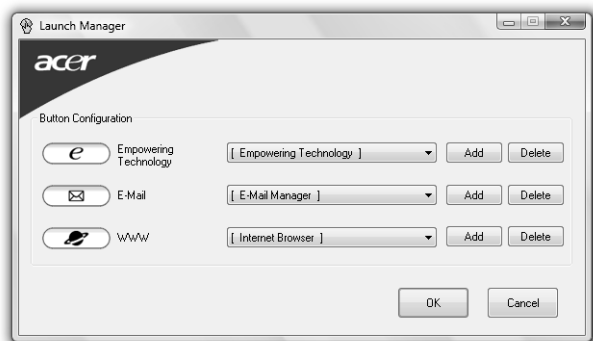 Launch Manager
acer
Button Configuration
e Empowering Technology [ Empowering Technology ] Add Delete
E-Mail [ E-Mail Manager ] Add Delete
WWW [ Internet Browser ] Add Delete
OK Cancel